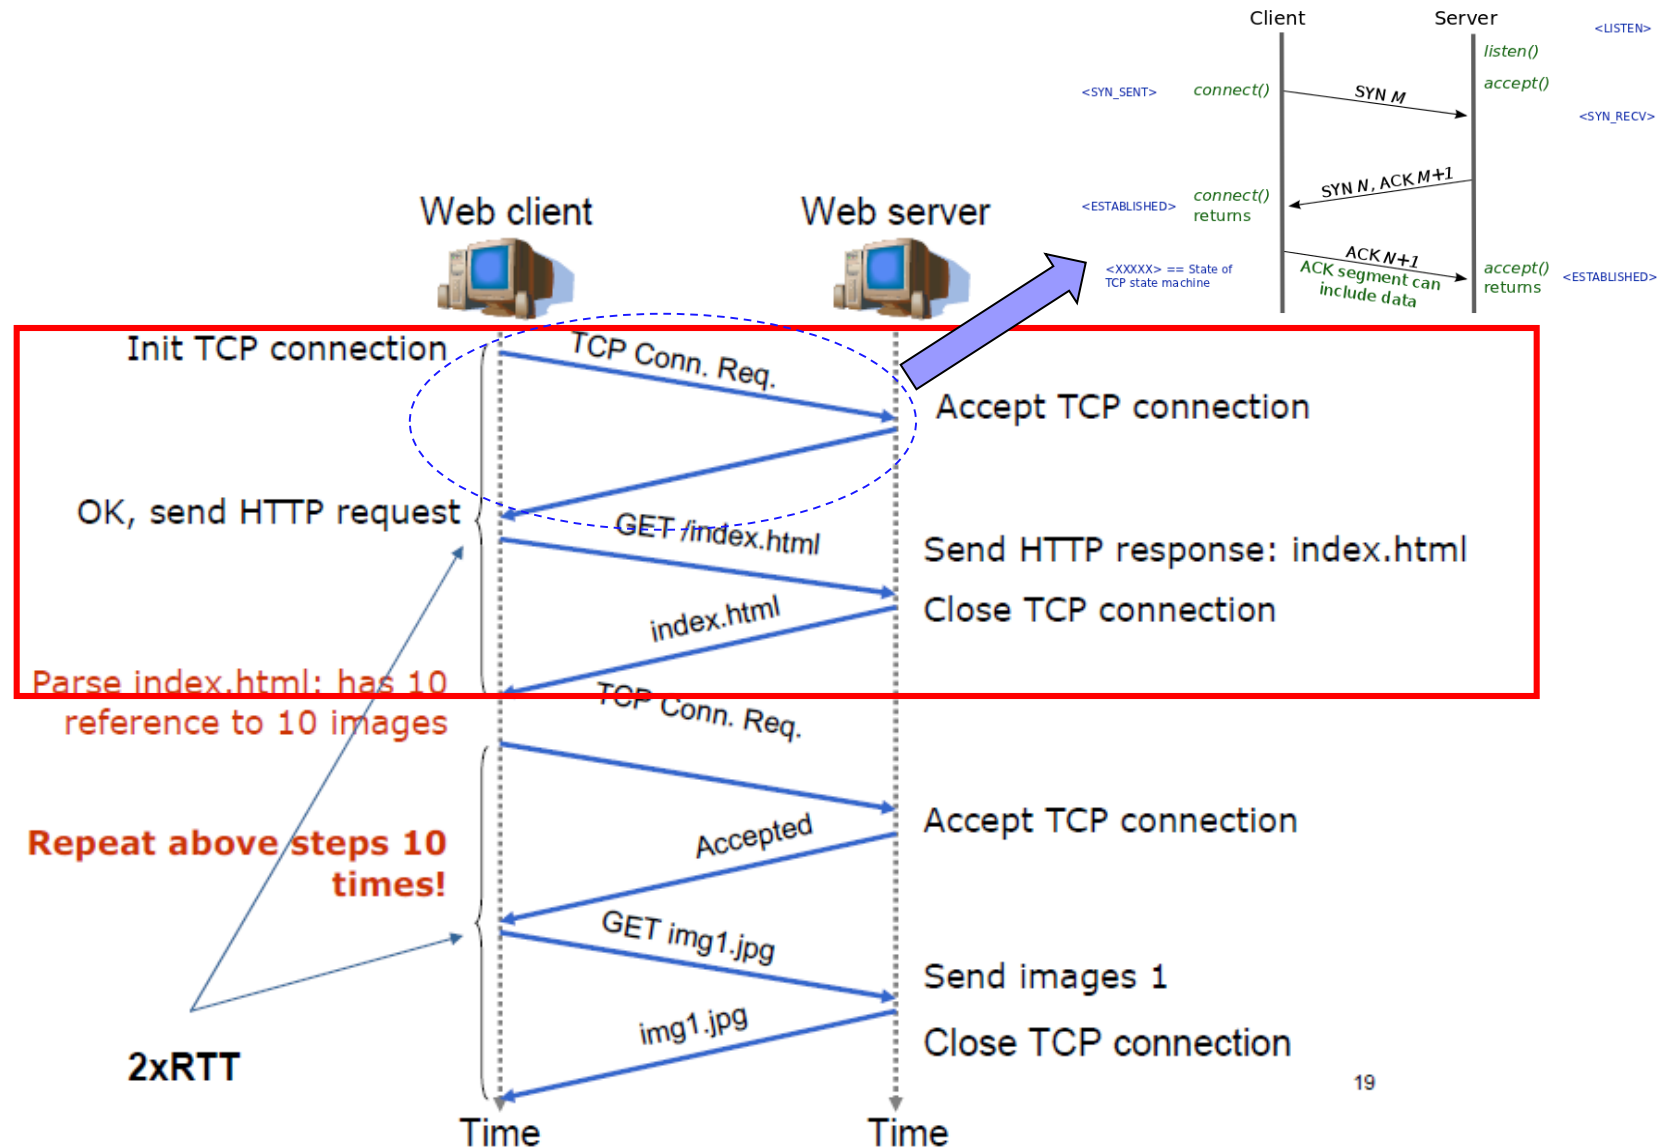 Client
Server
<LISTEN>
listen()
<SYN_SENT>
connect()
SYN M
accept()
<SYN_RECV>
SYN N, ACK M+1
<ESTABLISHED>
connect()
returns
ACK N+1
ACK segment can
include data
accept()
returns
<ESTABLISHED>
<XXXXX> == State of
TCP state machine
Web client
Web server
Init TCP connection
TCP Conn. Req.
Accept TCP connection
OK, send HTTP request
GET /index.html
Send HTTP response: index.html
index.html
Close TCP connection
Parse index.html: has 10
reference to 10 images
TCP Conn. Req.
Accept TCP connection
Repeat above steps 10
times!
Accepted
GET img1.jpg
Send images 1
img1.jpg
Close TCP connection
2xRTT
19
Time
Time